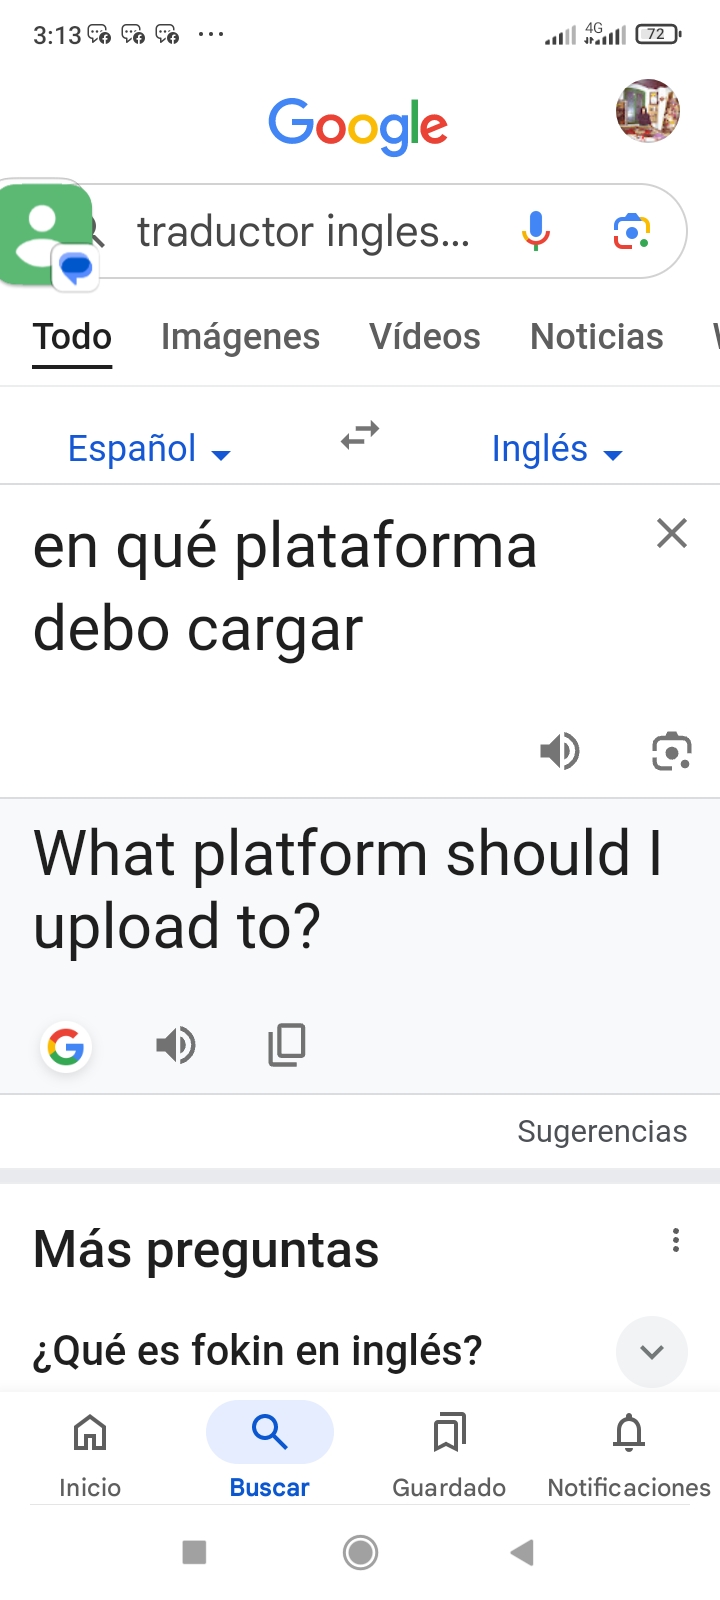 3:13 ... 4G 72
Google
traductor ingles...
Todo Imágenes Vídeos Noticias
Español Inglés
en qué plataforma
debo cargar
What platform should I
upload to?
Sugerencias
Más preguntas
¿Qué es fokin en inglés?
Inicio Buscar Guardado Notificaciones